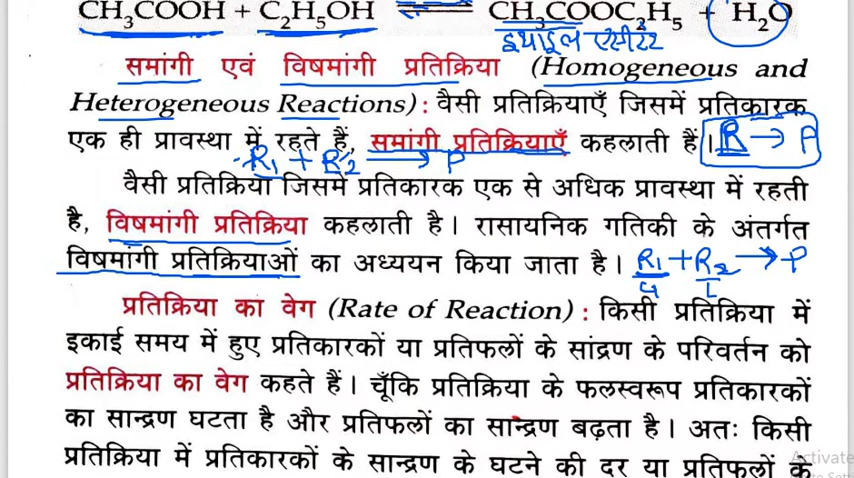 CH₃COOH + C₂H₅OH ⇌ CH₃COOC₂H₅ + H₂O
इथाइल एसीटेट
समांगी एवं विषमांगी प्रतिक्रिया (Homogeneous and
Heterogeneous Reactions) : वैसी प्रतिक्रियाएँ जिसमें प्रतिकारक
एक ही प्रावस्था में रहते हैं, समांगी प्रतिक्रियाएँ कहलाती हैं। R → P
R₁ + R₂ → P
वैसी प्रतिक्रिया जिसमें प्रतिकारक एक से अधिक प्रावस्था में रहती
है, विषमांगी प्रतिक्रिया कहलाती है। रासायनिक गतिकी के अंतर्गत
विषमांगी प्रतिक्रियाओं का अध्ययन किया जाता है। R₁ + R₂ → P
L
प्रतिक्रिया का वेग (Rate of Reaction) : किसी प्रतिक्रिया में
इकाई समय में हुए प्रतिकारकों या प्रतिफलों के सांद्रण के परिवर्तन को
प्रतिक्रिया का वेग कहते हैं। चूँकि प्रतिक्रिया के फलस्वरूप प्रतिकारकों
का सान्द्रण घटता है और प्रतिफलों का सान्द्रण बढ़ता है। अतः किसी
प्रतिक्रिया में प्रतिकारकों के सान्द्रण के घटने की दर या प्रतिफलों के
Activate